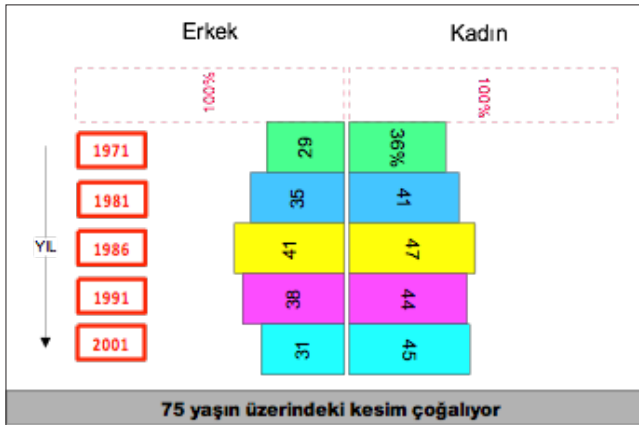 Erkek Kadın
100% 100%
1971 29 36%
1981 35 41
YIL
1986 41 47
1991 38 44
2001 31 45
75 yaşın üzerindeki kesim çoğalıyor